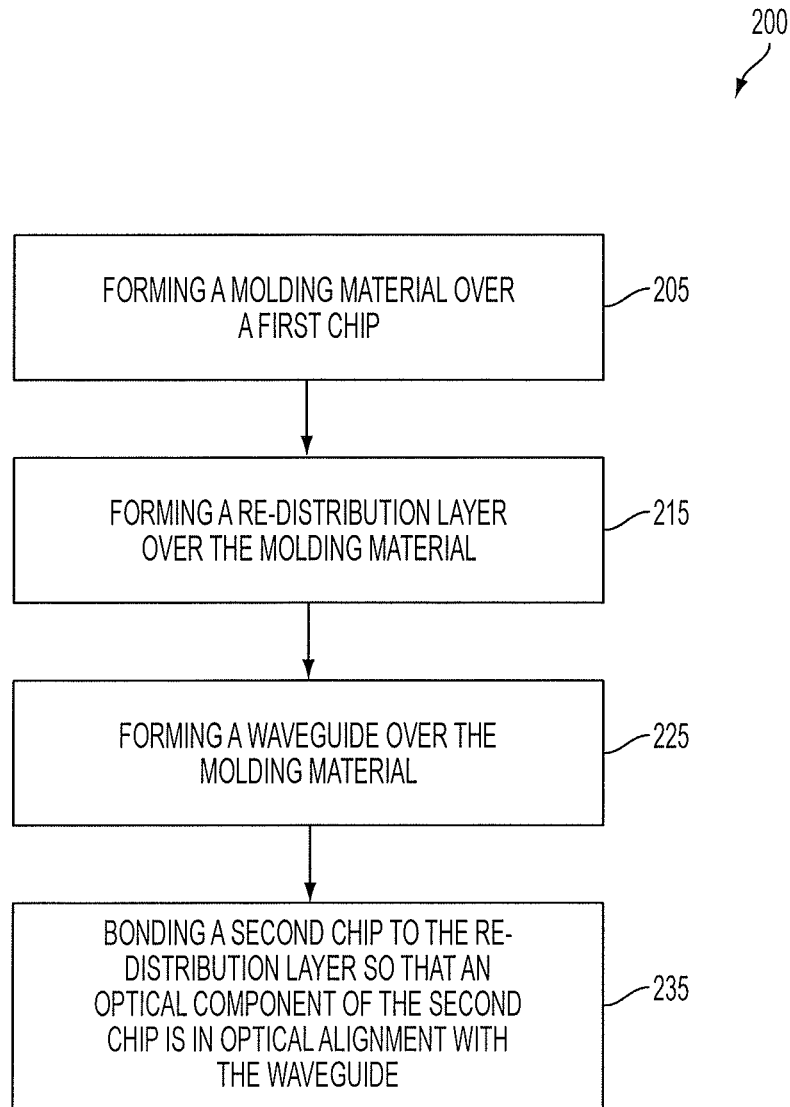 200
FORMING A MOLDING MATERIAL OVER
A FIRST CHIP
205
FORMING A RE-DISTRIBUTION LAYER
OVER THE MOLDING MATERIAL
215
FORMING A WAVEGUIDE OVER THE
MOLDING MATERIAL
225
BONDING A SECOND CHIP TO THE RE-
DISTRIBUTION LAYER SO THAT AN
OPTICAL COMPONENT OF THE SECOND
CHIP IS IN OPTICAL ALIGNMENT WITH
THE WAVEGUIDE
235